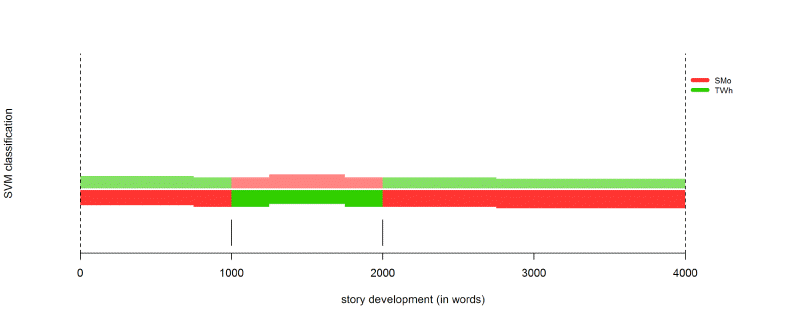 SMo
TWh
SVM classification
0 1000 2000 3000 4000
story development (in words)